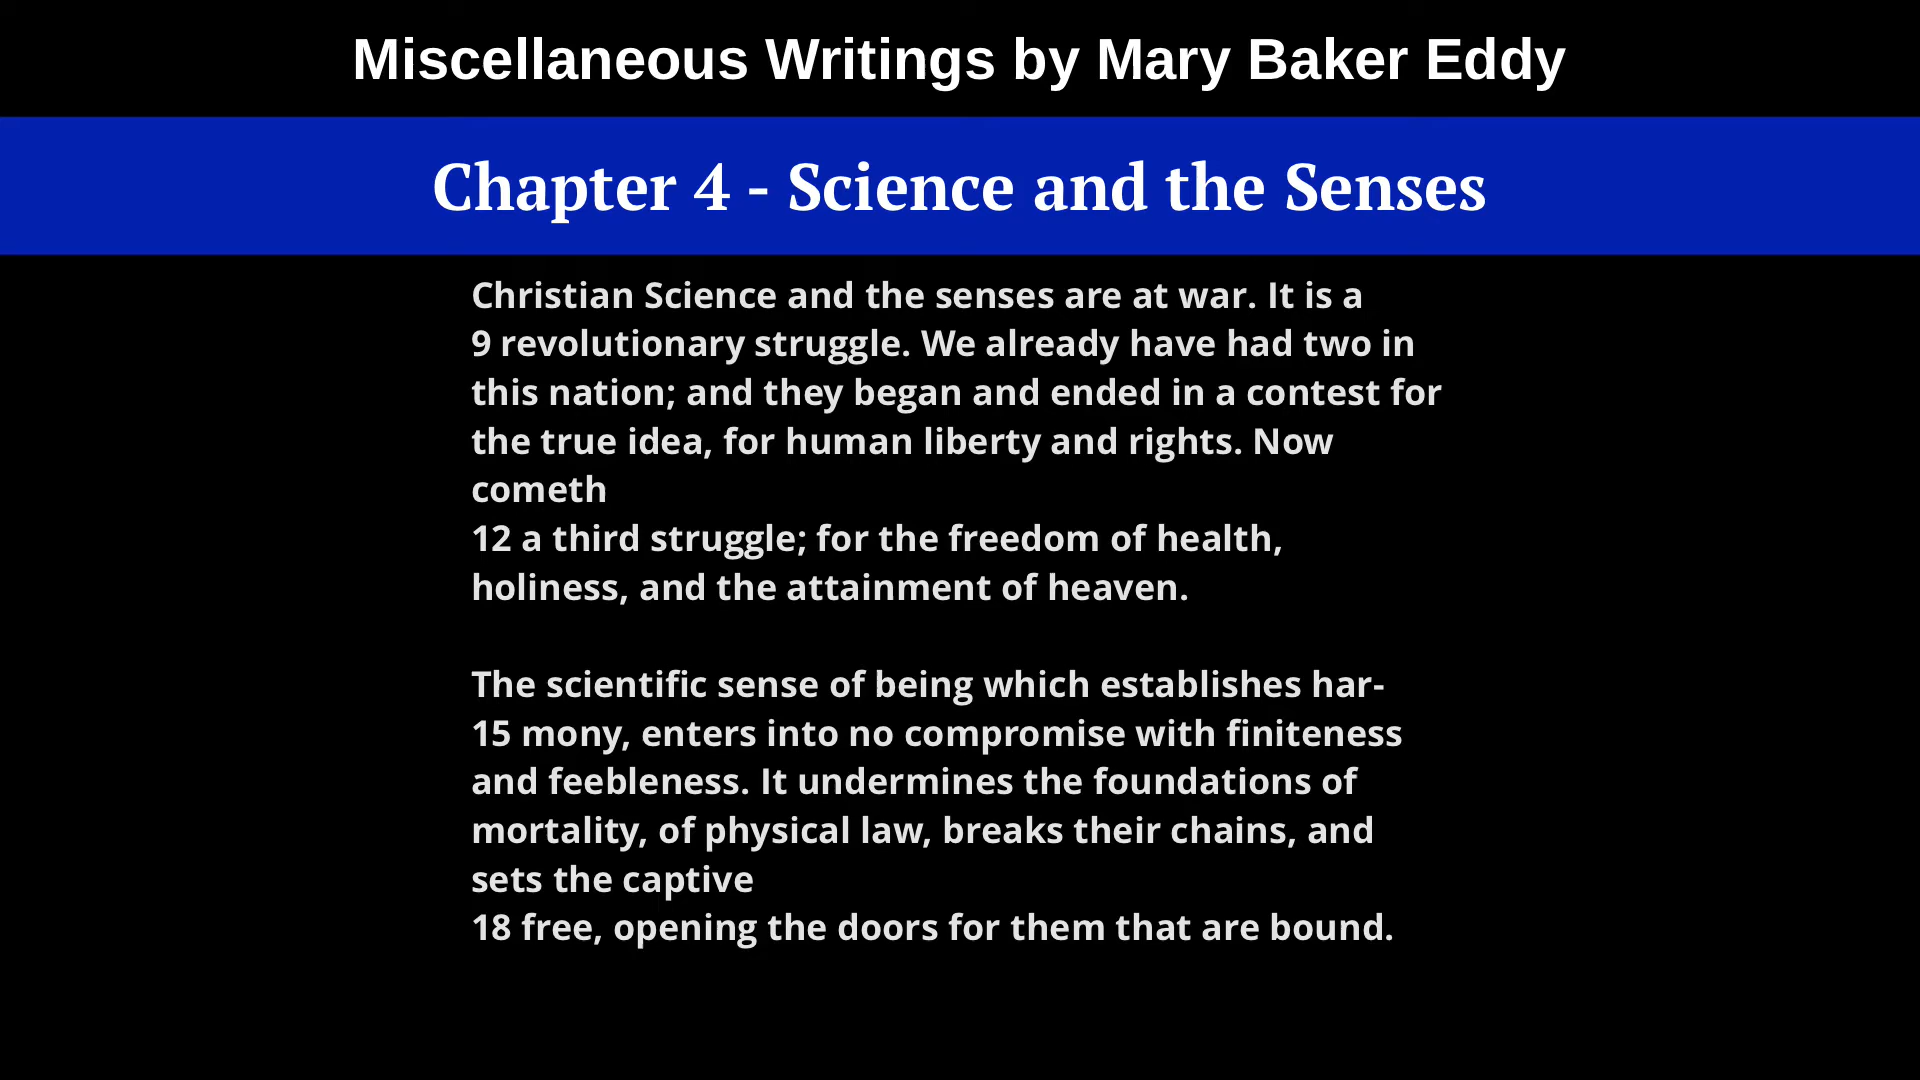 Miscellaneous Writings by Mary Baker Eddy
Chapter 4 - Science and the Senses
Christian Science and the senses are at war. It is a
9 revolutionary struggle. We already have had two in
this nation; and they began and ended in a contest for
the true idea, for human liberty and rights. Now
cometh
12 a third struggle; for the freedom of health,
holiness, and the attainment of heaven.
The scientific sense of being which establishes har-
15 mony, enters into no compromise with finiteness
and feebleness. It undermines the foundations of
mortality, of physical law, breaks their chains, and
sets the captive
18 free, opening the doors for them that are bound.